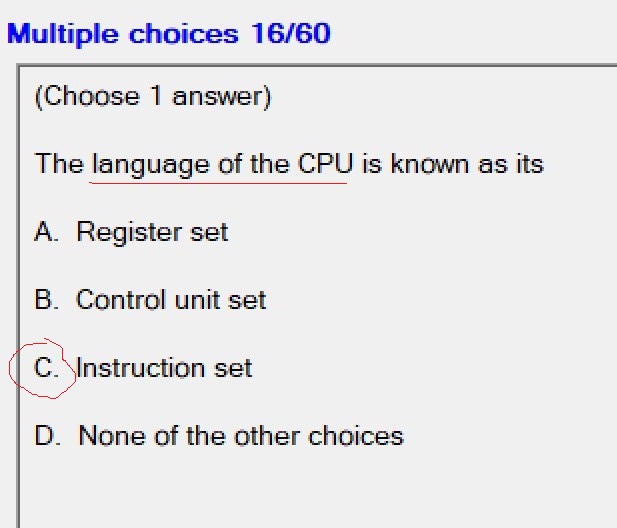 Multiple choices 16/60
(Choose 1 answer)
The language of the CPU is known as its
A. Register set
B. Control unit set
C. Instruction set
D. None of the other choices